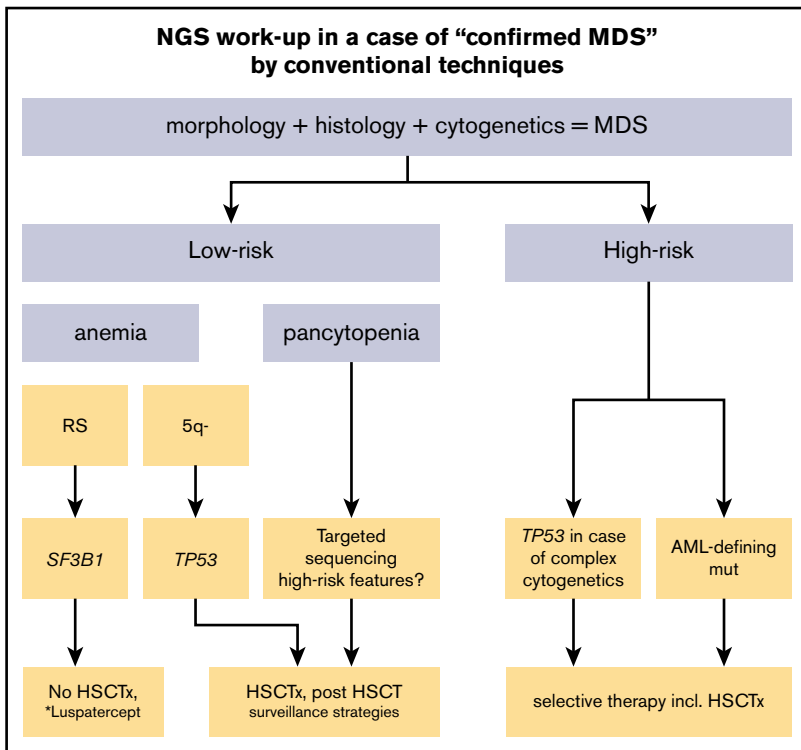 NGS work-up in a case of “confirmed MDS”
by conventional techniques
morphology + histology + cytogenetics = MDS
Low-risk
High-risk
anemia
pancytopenia
RS
5q-
SF3B1
TP53
Targeted
sequencing
high-risk features?
TP53 in case
of complex
cytogenetics
AML-defining
mut
No HSCTx,
*Luspatercept
HSCTx, post HSCT
surveillance strategies
selective therapy incl. HSCTx